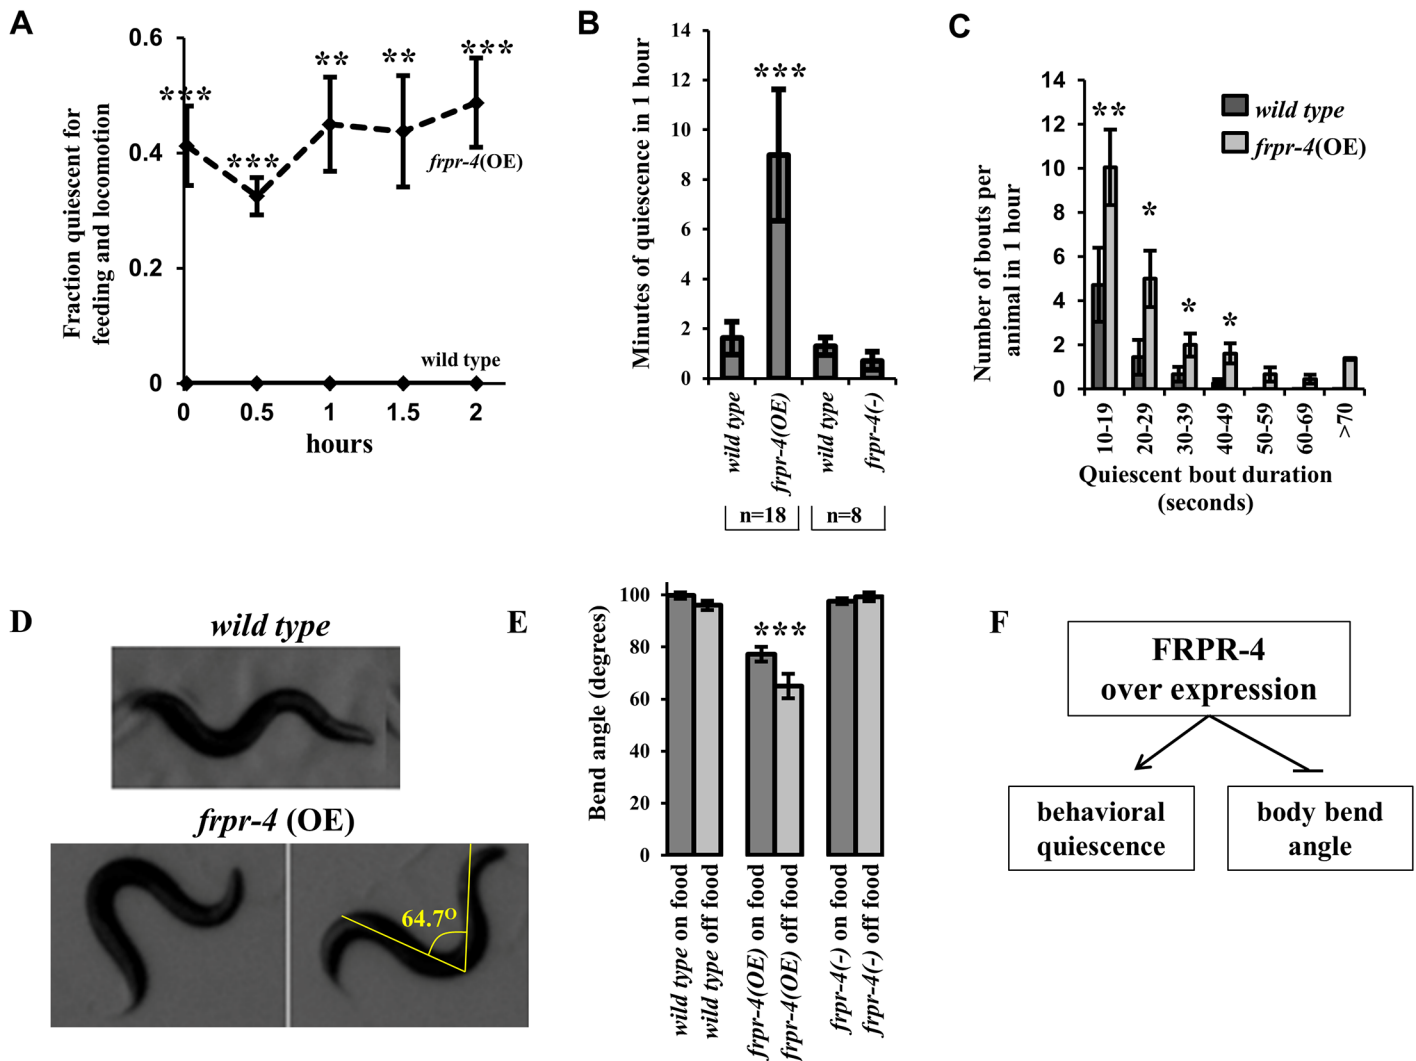 A
Fraction quiescent for
feeding and locomotion
0.6
0.4
0.2
0
***
***
**
**
***
frpr-4(OE)
wild type
0
0.5
1
1.5
2
hours
B
Minutes of quiescence in 1 hour
14
12
10
8
6
4
2
0
***
wild type
frpr-4(OE)
wild type
frpr-4(-)
n=18
n=8
C
Number of bouts per
animal in 1 hour
14
12
10
8
6
4
2
0
**
*
*
*
wild type
frpr-4(OE)
10-19
20-29
30-39
40-49
50-59
60-69
>70
Quiescent bout duration
(seconds)
D
wild type
frpr-4 (OE)
64.7O
E
Bend angle (degrees)
100
80
60
40
20
0
***
wild type on food
wild type off food
frpr-4(OE) on food
frpr-4(OE) off food
frpr-4(-) on food
frpr-4(-) off food
F
FRPR-4
over expression
behavioral
quiescence
body bend
angle